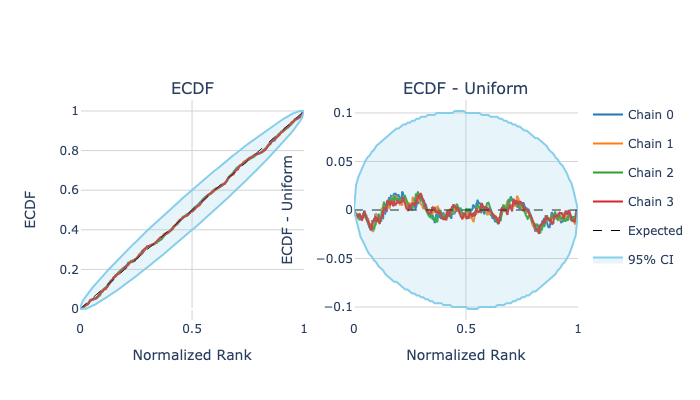 ECDF
ECDF - Uniform
1
0.8
0.6
0.4
0.2
0
0
0.5
1
ECDF
Normalized Rank
0.1
0.05
0
−0.05
−0.1
0
0.5
1
ECDF - Uniform
Normalized Rank
Chain 0
Chain 1
Chain 2
Chain 3
Expected
95% CI